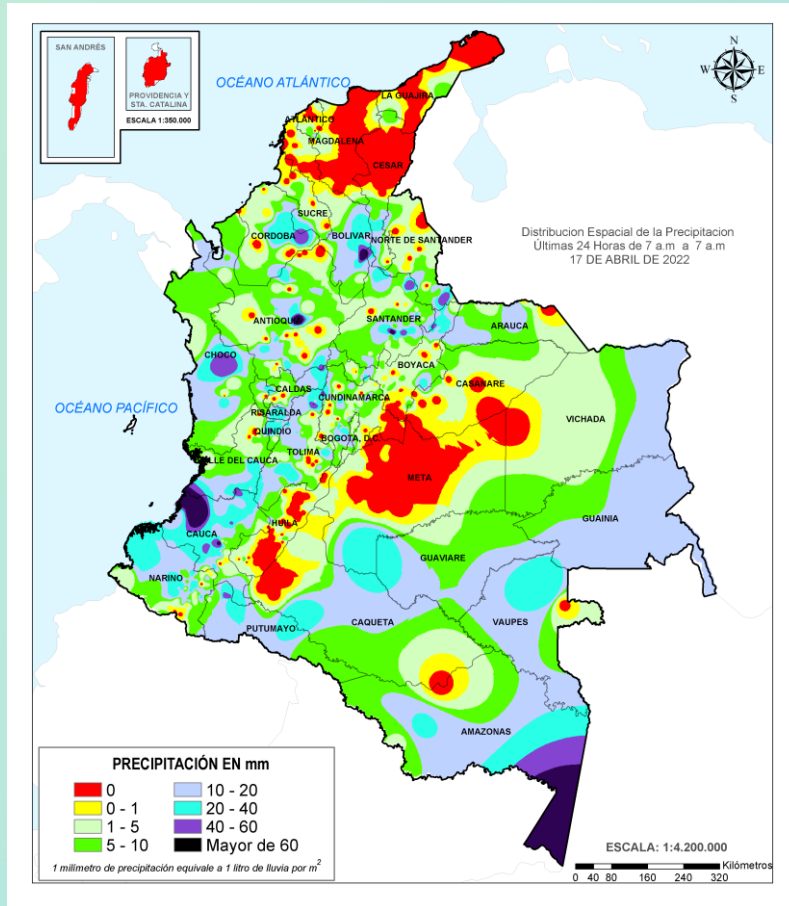 SAN ANDRÉS
PROVIDENCIA Y
STA. CATALINA
ESCALA 1:350.000
OCÉANO ATLÁNTICO
N
W
E
S
LA GUAJIRA
ATLANTICO
MAGDALENA
CESAR
SUCRE
CORDOBA
BOLIVAR
NORTE DE SANTANDER
Distribucion Espacial de la Precipitacion
Últimas 24 Horas de 7 a.m a 7 a.m
17 DE ABRIL DE 2022
ANTIOQUIA
SANTANDER
ARAUCA
CHOCO
BOYACA
CASANARE
OCÉANO PACÍFICO
CALDAS
CUNDINAMARCA
RISARALDA
VICHADA
QUINDIO
BOGOTA, D.C.
TOLIMA
VALLE DEL CAUCA
META
GUAINIA
HUILA
CAUCA
GUAVIARE
NARINO
PUTUMAYO
CAQUETA
VAUPES
AMAZONAS
PRECIPITACIÓN EN mm
0
0 - 1
1 - 5
5 - 10
10 - 20
20 - 40
40 - 60
Mayor de 60
1 milimetro de precipitación equivale a 1 litro de lluvia por m2
ESCALA: 1:4.200.000
Kilómetros
0 40 80 160 240 320